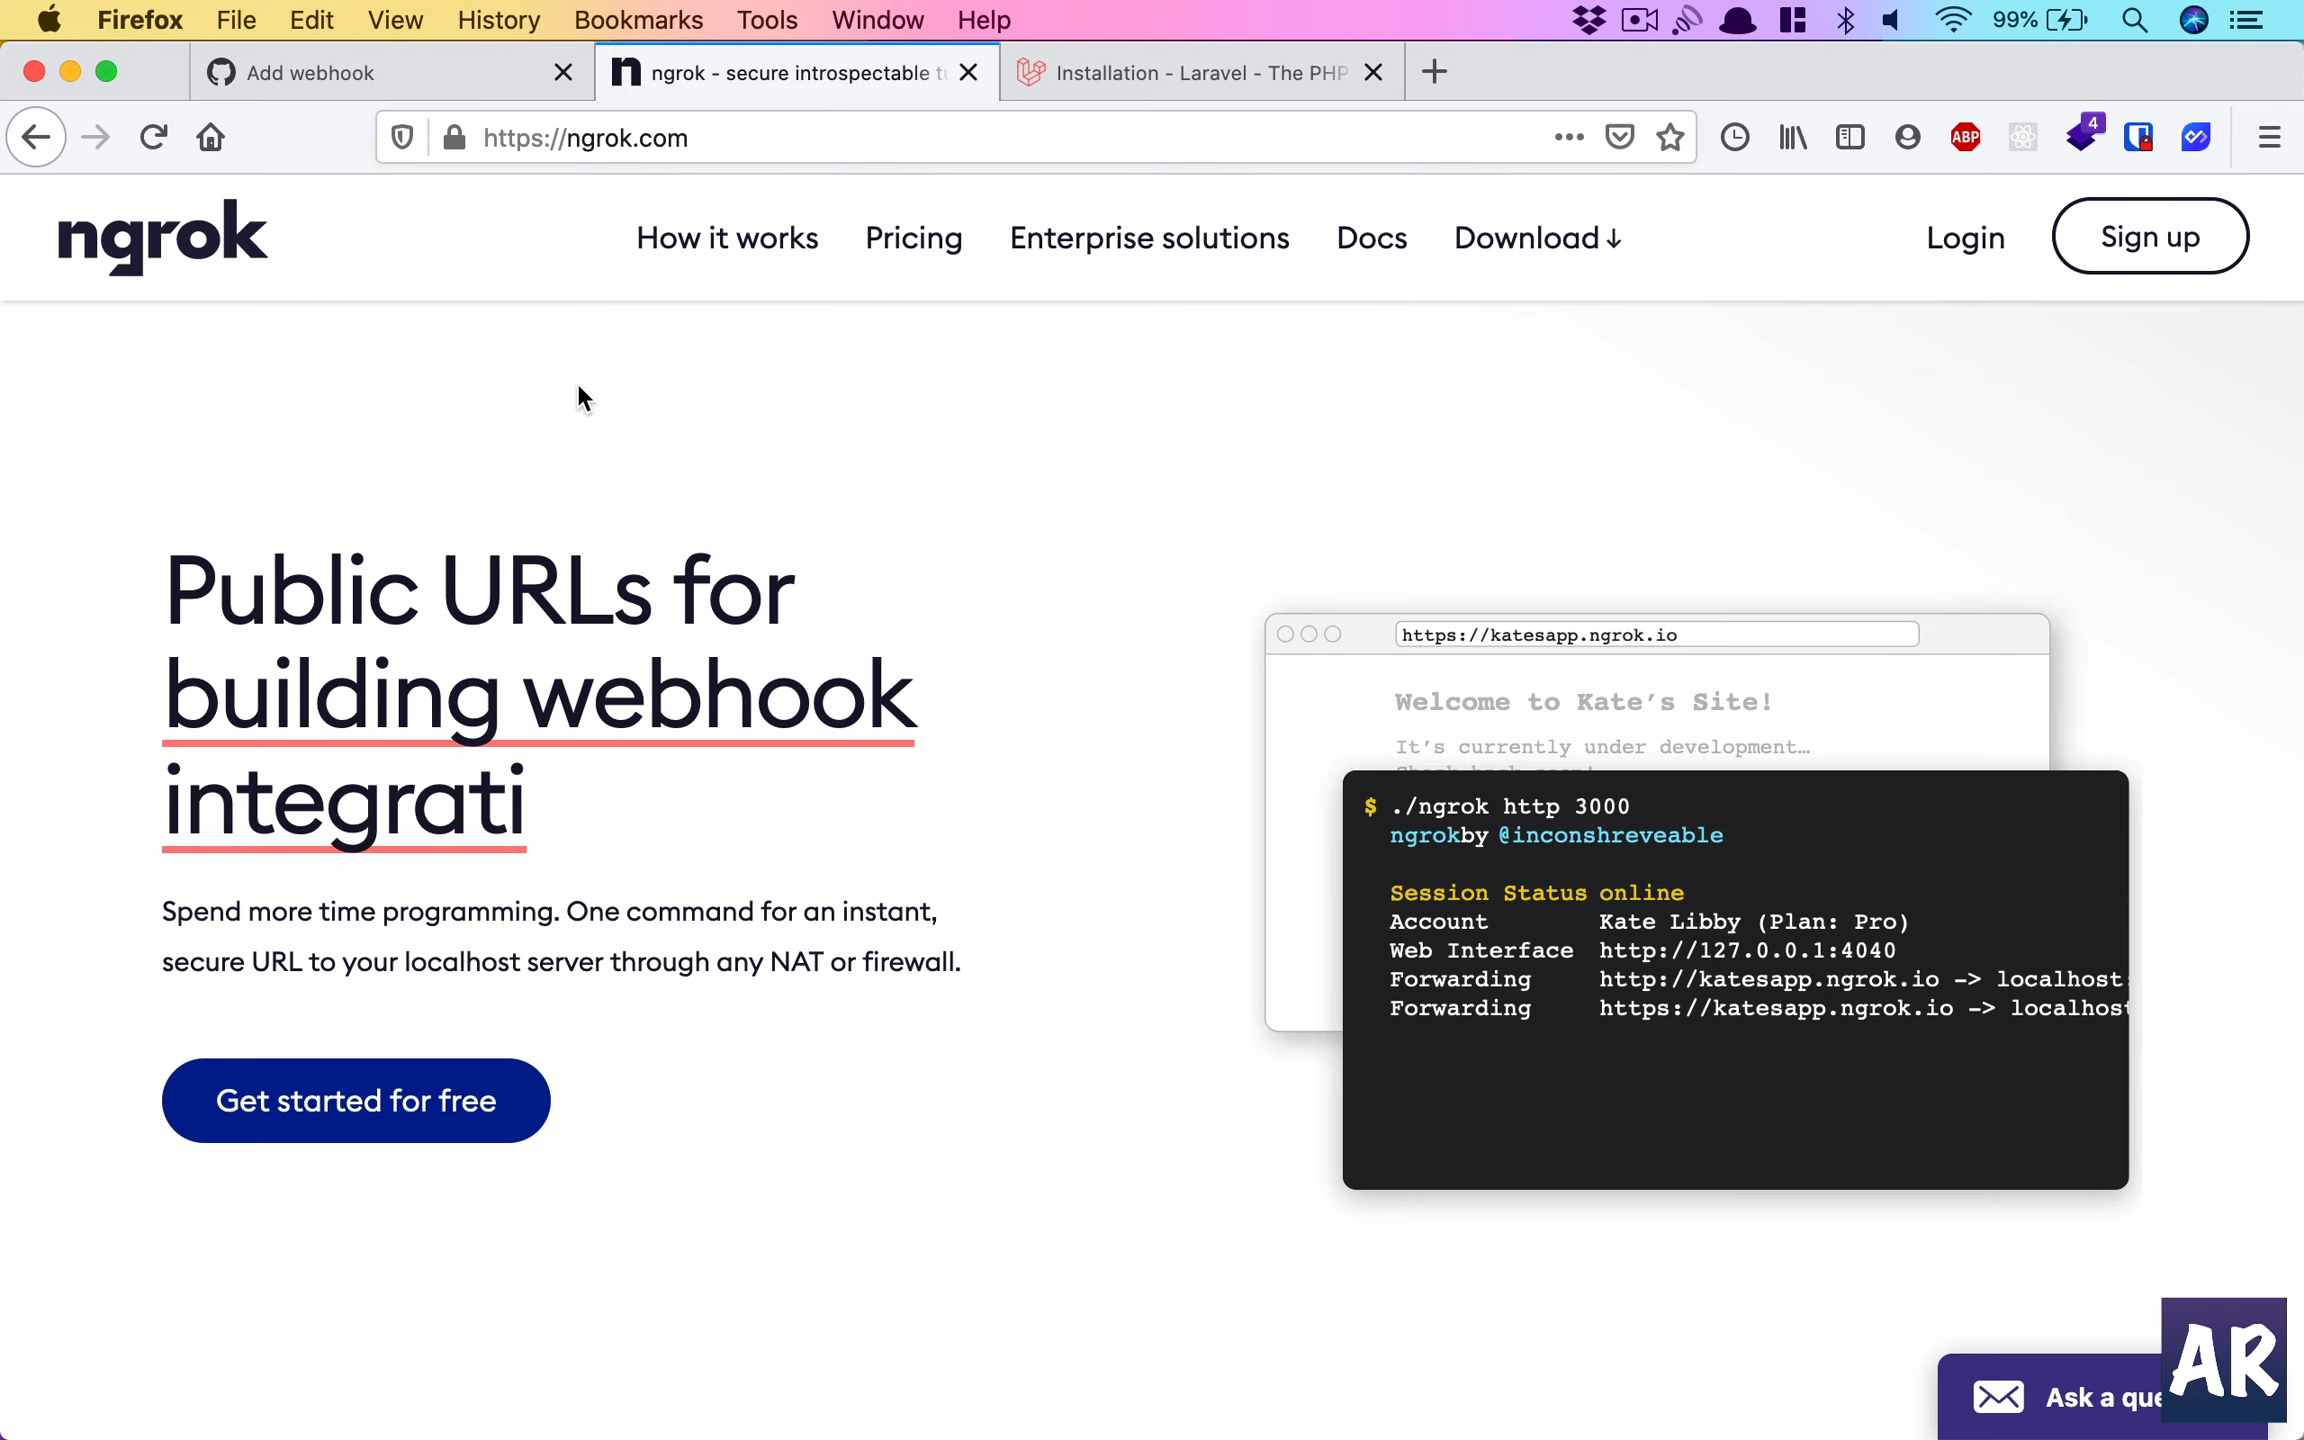 Firefox File Edit View History Bookmarks Tools Window Help 99%
Add webhook
ngrok - secure introspectable t
Installation - Laravel - The PHP
https://ngrok.com
ABP
4
ngrok
How it works Pricing Enterprise solutions Docs Download↓ Login Sign up
Public URLs for
building webhook
integrati
Spend more time programming. One command for an instant,
secure URL to your localhost server through any NAT or firewall.
Get started for free
https://katesapp.ngrok.io
Welcome to Kate's Site!
It's currently under development…
$ ./ngrok http 3000
ngrokby @inconshreveable
Session Status online
Account Kate Libby (Plan: Pro)
Web Interface http://127.0.0.1:4040
Forwarding http://katesapp.ngrok.io -> localhost:
Forwarding https://katesapp.ngrok.io -> localhost
Ask a que
AR